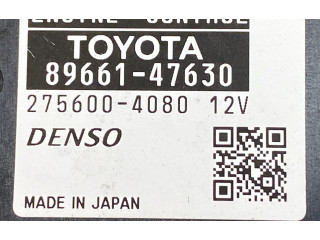 ENGINE CONTROL
TOYOTA
89661-47630
275600-4080 12V
DENSO
MADE IN JAPAN